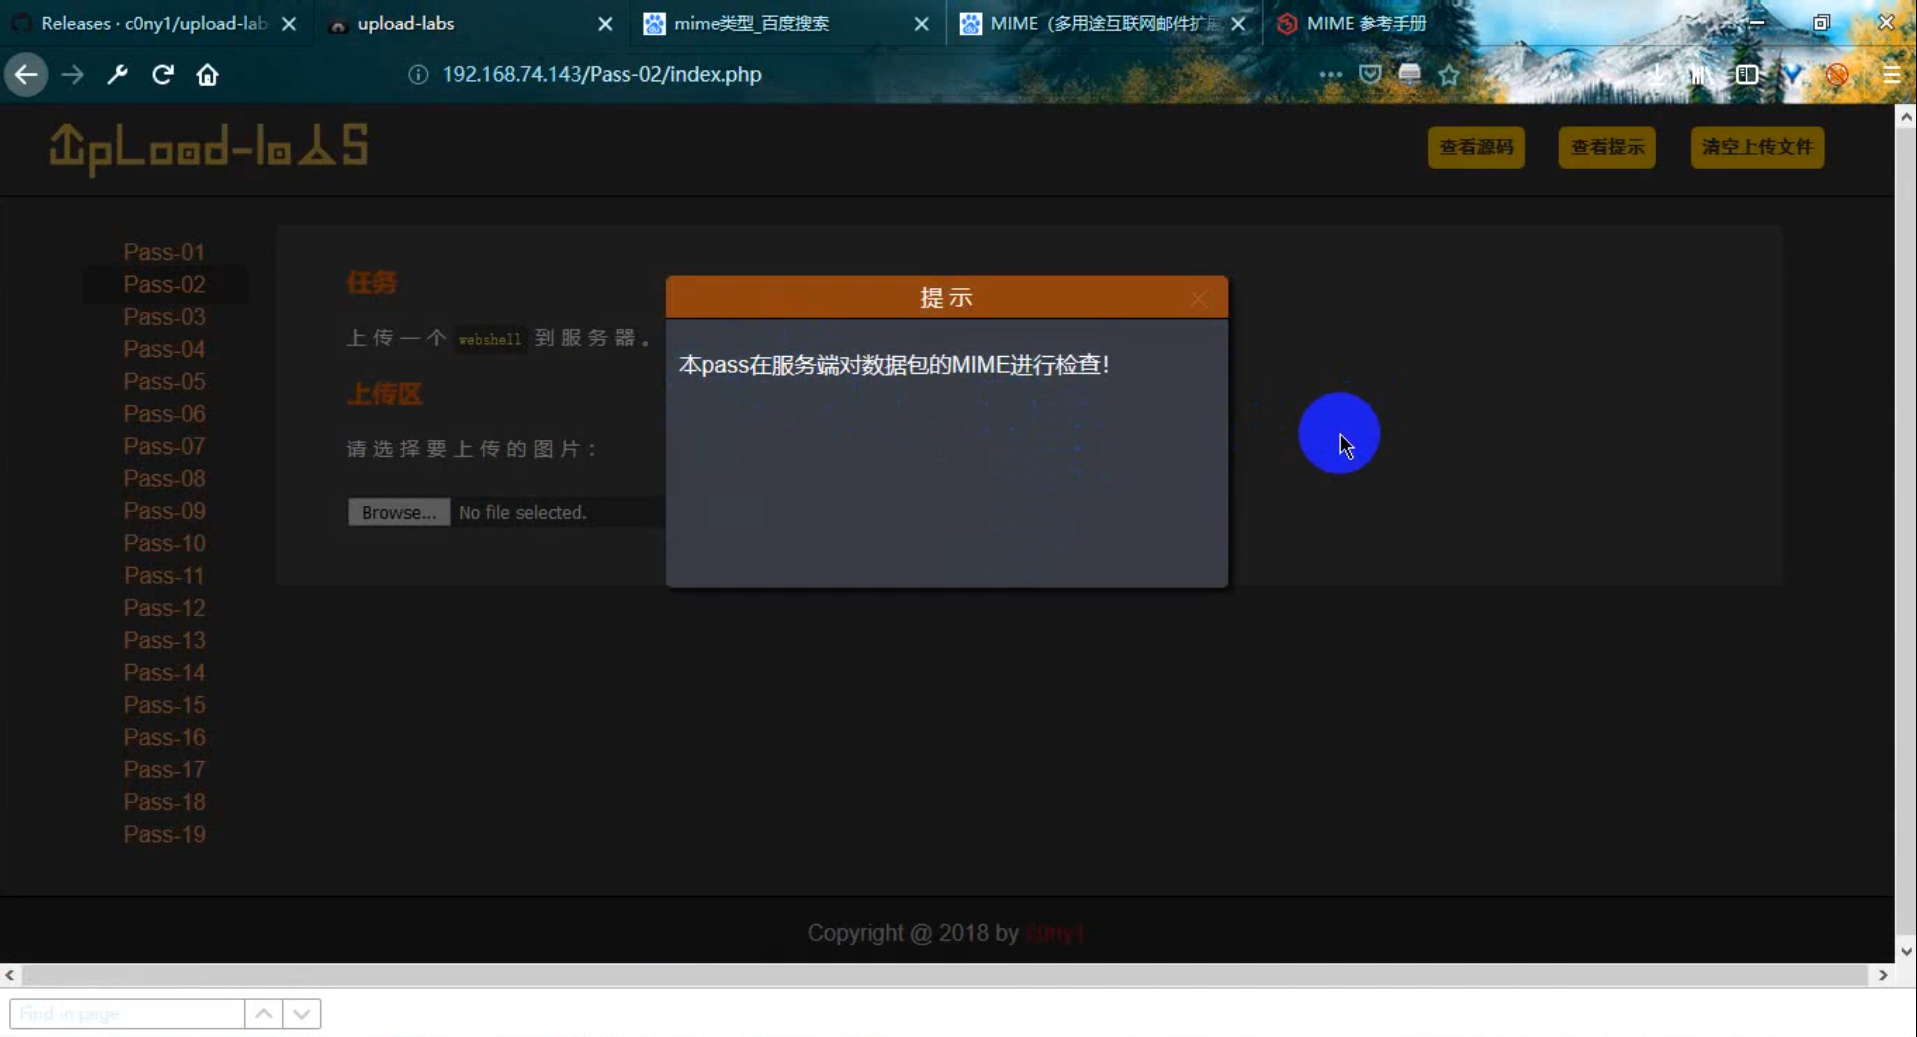 Releases · c0ny1/upload-lab
upload-labs
mime类型_百度搜索
MIME（多用途互联网邮件扩展
MIME 参考手册
192.168.74.143/Pass-02/index.php
UpLoad-labs
查看源码
查看提示
清空上传文件
Pass-01
Pass-02
Pass-03
Pass-04
Pass-05
Pass-06
Pass-07
Pass-08
Pass-09
Pass-10
Pass-11
Pass-12
Pass-13
Pass-14
Pass-15
Pass-16
Pass-17
Pass-18
Pass-19
任务
上传一个 webshell 到服务器。
上传区
请选择要上传的图片：
Browse... No file selected.
提示
本pass在服务端对数据包的MIME进行检查！
Copyright @ 2018 by c0ny1
Find in page